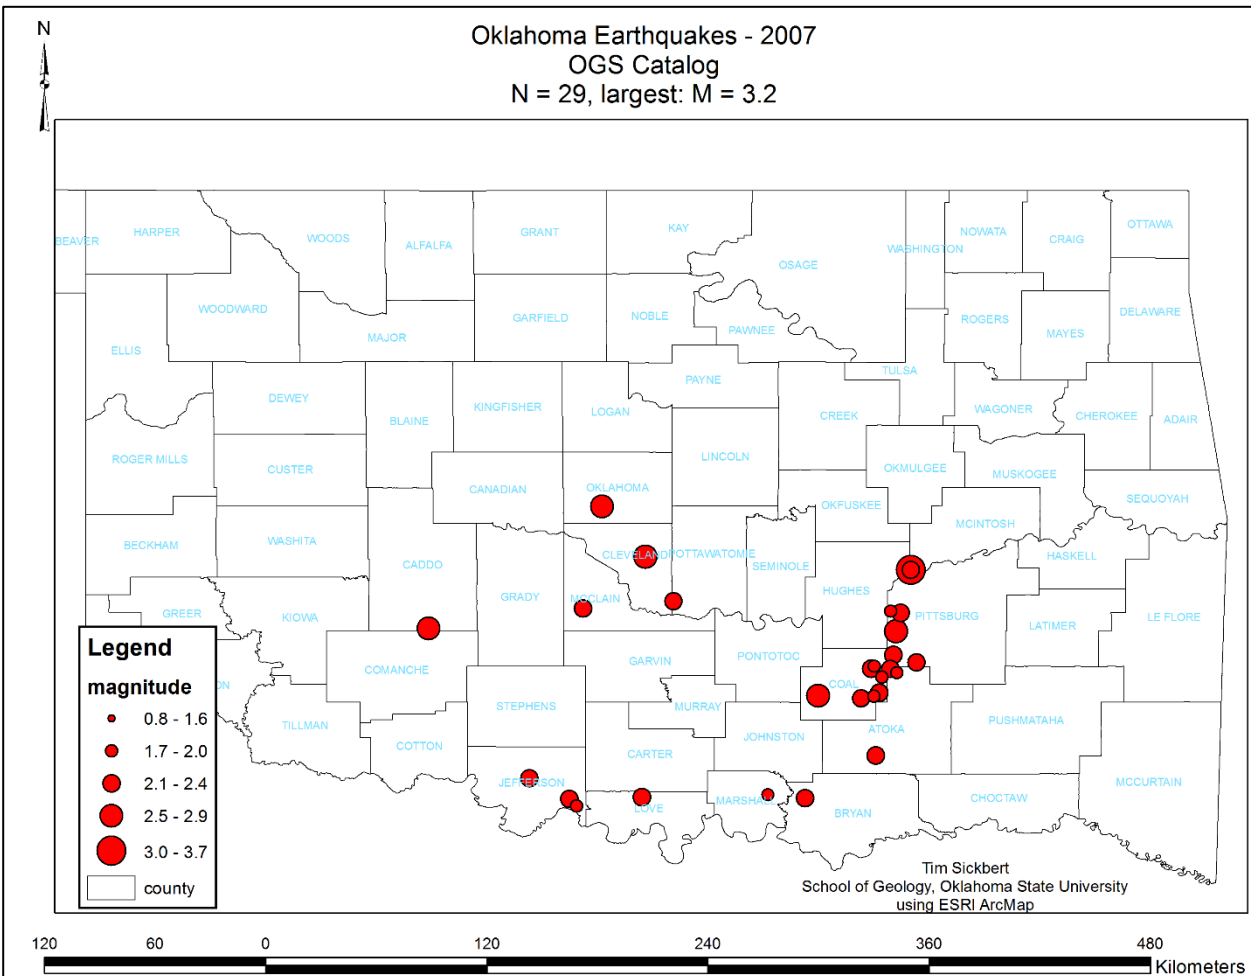 N
Oklahoma Earthquakes - 2007
OGS Catalog
N = 29, largest: M = 3.2
BEAVER
HARPER
WOODS
ALFALFA
GRANT
KAY
OSAGE
WASHINGTON
NOWATA
CRAIG
OTTAWA
WOODWARD
MAJOR
GARFIELD
NOBLE
PAWNEE
ROGERS
MAYES
DELAWARE
ELLIS
DEWEY
BLAINE
KINGFISHER
LOGAN
PAYNE
CREEK
TULSA
WAGONER
CHEROKEE
ADAIR
ROGER MILLS
CUSTER
CANADIAN
OKLAHOMA
LINCOLN
OKMULGEE
MUSKOGEE
SEQUOYAH
OKFUSKEE
MCINTOSH
BECKHAM
WASHITA
CADDO
GRADY
CLEVELAND
POTTAWATOMIE
SEMINOLE
HUGHES
HASKELL
GREER
KIOWA
MCCLAIN
PITTSBURG
LATIMER
LE FLORE
COMANCHE
GARVIN
PONTOTOC
COAL
ON
TILLMAN
COTTON
STEPHENS
MURRAY
JOHNSTON
ATOKA
PUSHMATAHA
CARTER
JEFFERSON
LOVE
MARSHALL
BRYAN
CHOCTAW
MCCURTAIN
Legend
magnitude
0.8 - 1.6
1.7 - 2.0
2.1 - 2.4
2.5 - 2.9
3.0 - 3.7
county
Tim Sickbert
School of Geology, Oklahoma State University
using ESRI ArcMap
120 60 0 120 240 360 480
Kilometers